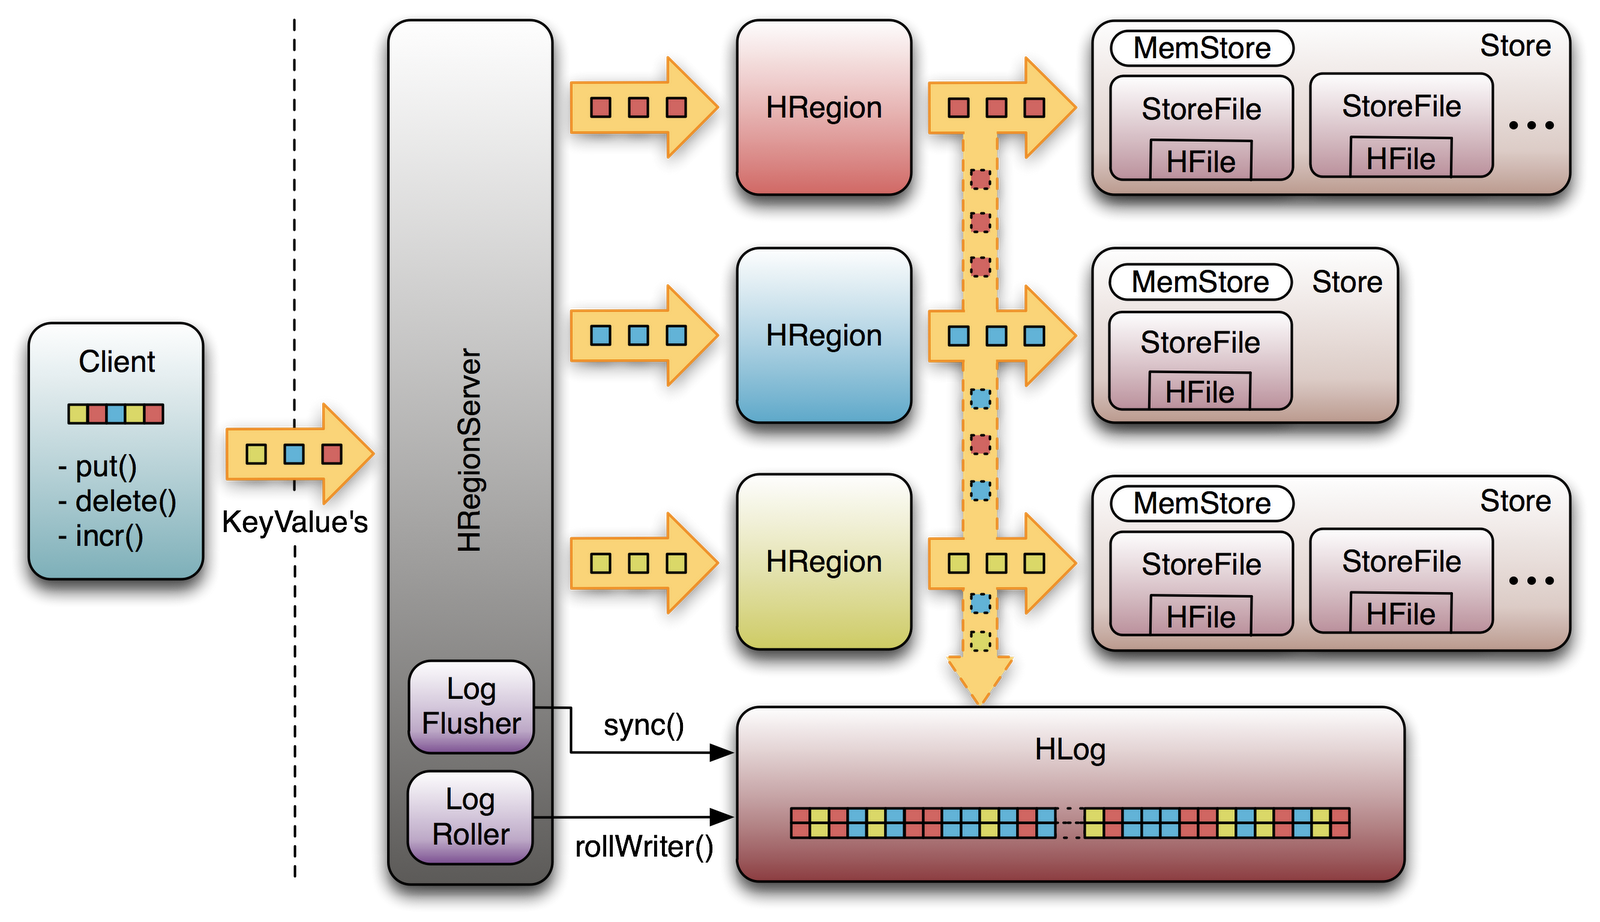 Client
- put()
- delete()
- incr()
KeyValue's
HRegionServer
Log
Flusher
Log
Roller
sync()
rollWriter()
HRegion
MemStore
Store
StoreFile
HFile
StoreFile
HFile
...
HRegion
MemStore
Store
StoreFile
HFile
HRegion
MemStore
Store
StoreFile
HFile
StoreFile
HFile
...
HLog